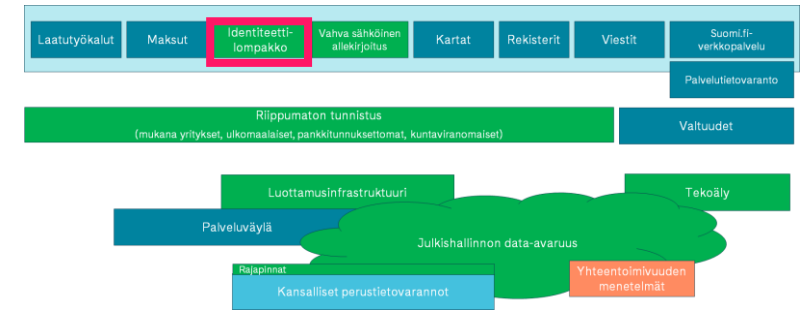 Laatutyökalut
Maksut
Identiteetti-
lompakko
Vahva sähköinen
allekirjoitus
Kartat
Rekisterit
Viestit
Suomi.fi-
verkkopalvelu
Palvelutietovaranto
Riippumaton tunnistus
(mukana yritykset, ulkomaalaiset, pankkitunnuksettomat, kuntaviranomaiset)
Valtuudet
Luottamusinfrastruktuuri
Tekoäly
Palveluväylä
Julkishallinnon data-avaruus
Rajapinnat
Kansalliset perustietovarannot
Yhteentoimivuuden
menetelmät